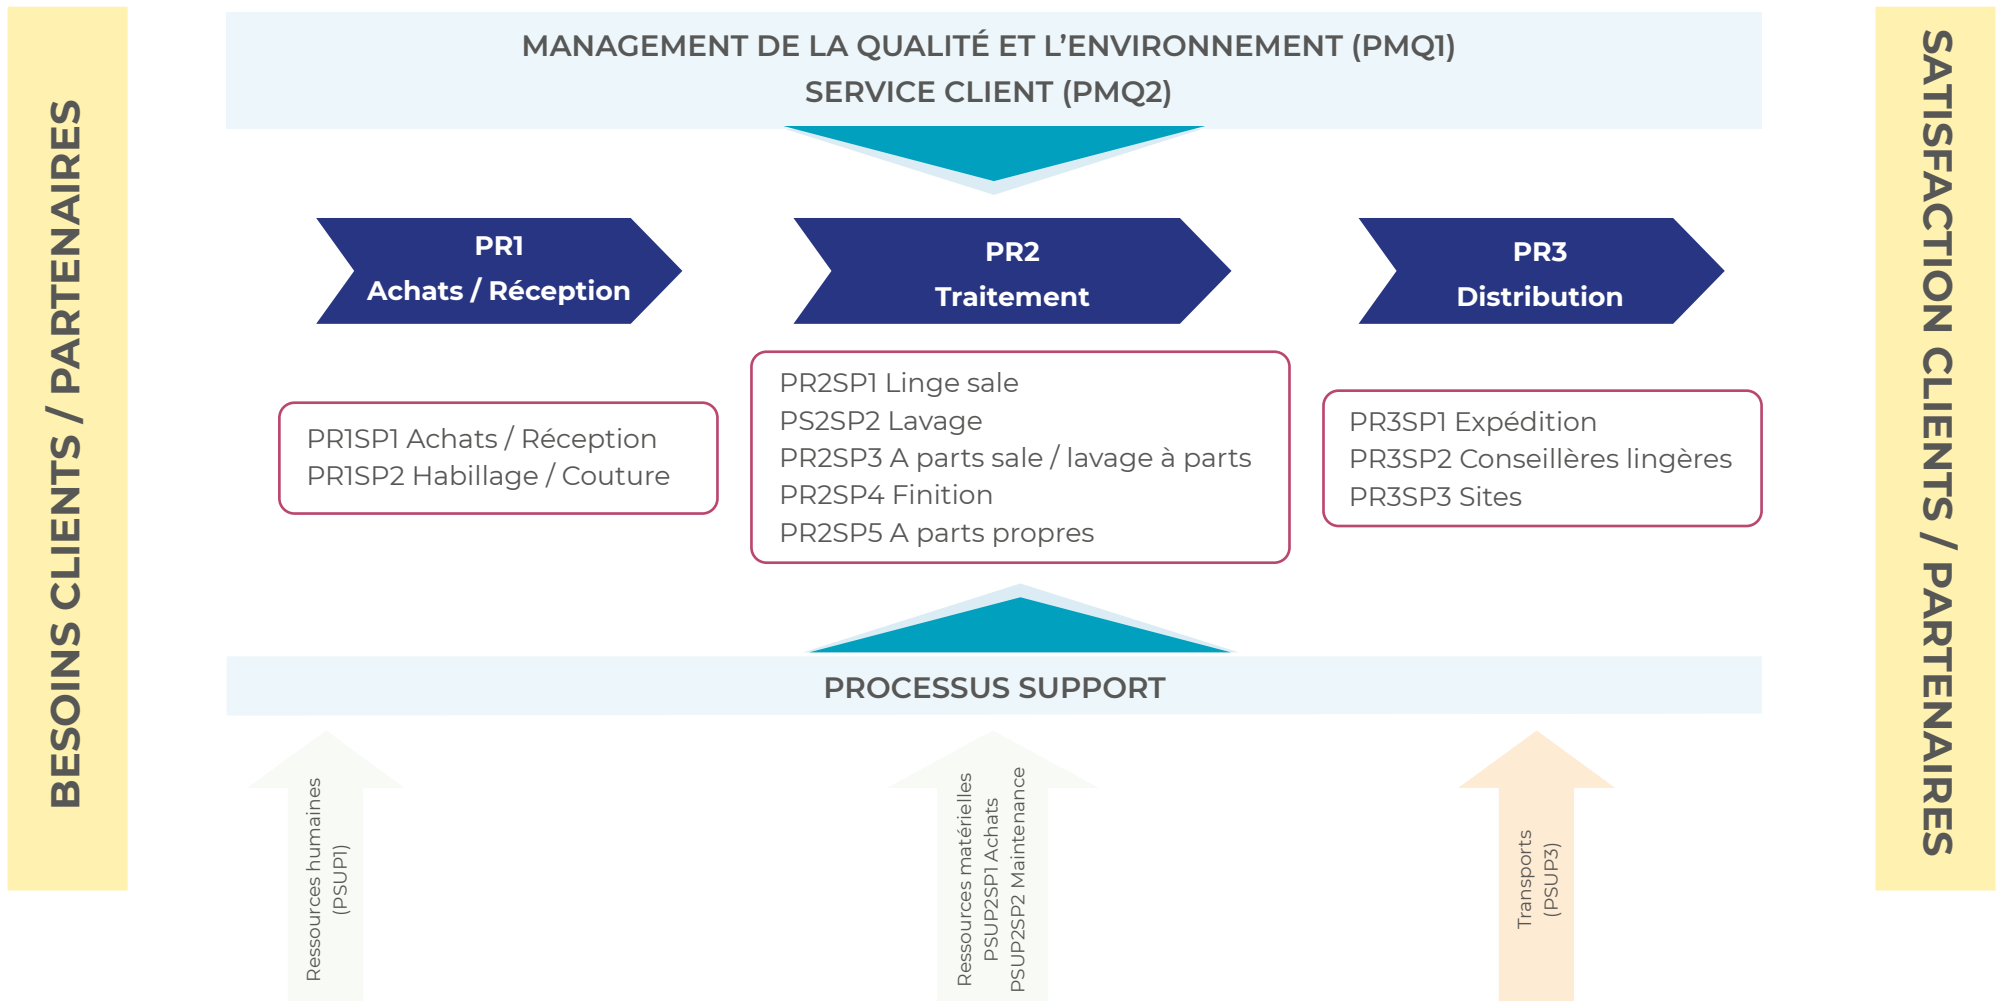 BESOINS CLIENTS / PARTENAIRES
MANAGEMENT DE LA QUALITÉ ET L’ENVIRONNEMENT (PMQ1)
SERVICE CLIENT (PMQ2)
PR1
Achats / Réception
PR2
Traitement
PR3
Distribution
PR1SP1 Achats / Réception
PR1SP2 Habillage / Couture
PR2SP1 Linge sale
PS2SP2 Lavage
PR2SP3 A parts sale / lavage à parts
PR2SP4 Finition
PR2SP5 A parts propres
PR3SP1 Expédition
PR3SP2 Conseillères lingères
PR3SP3 Sites
PROCESSUS SUPPORT
Ressources humaines
(PSUP1)
Ressources matérielles
PSUP2SP1 Achats
PSUP2SP2 Maintenance
Transports
(PSUP3)
SATISFACTION CLIENTS / PARTENAIRES